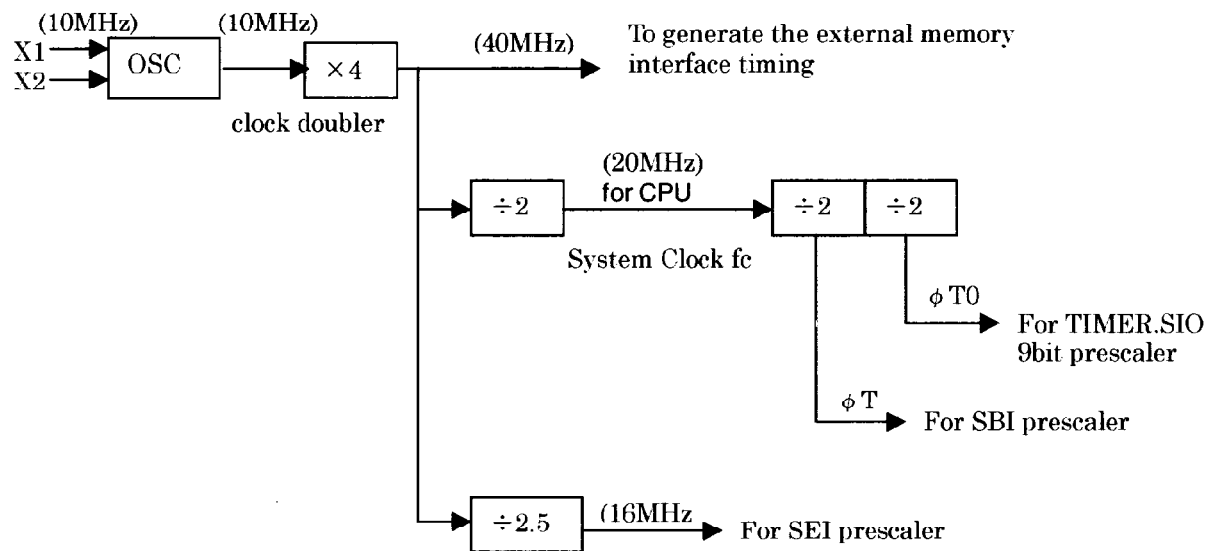 (10MHz)
(10MHz)
X1
X2
OSC
×4
clock doubler
(40MHz)
To generate the external memory
interface timing
÷2
(20MHz)
for CPU
System Clock fc
÷2
÷2
φT0
For TIMER.SIO
9bit prescaler
φT
For SBI prescaler
÷2.5
(16MHz
For SEI prescaler